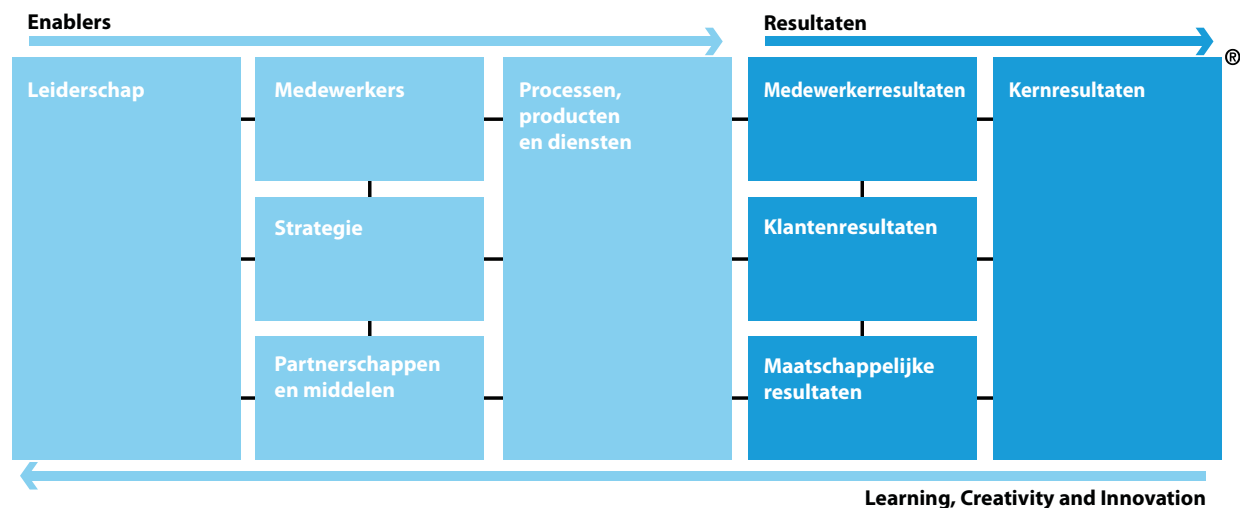 Enablers
Resultaten
®
Leiderschap
Medewerkers
Processen,
producten
en diensten
Medewerkerresultaten
Kernresultaten
Strategie
Klantenresultaten
Partnerschappen
en middelen
Maatschappelijke
resultaten
Learning, Creativity and Innovation